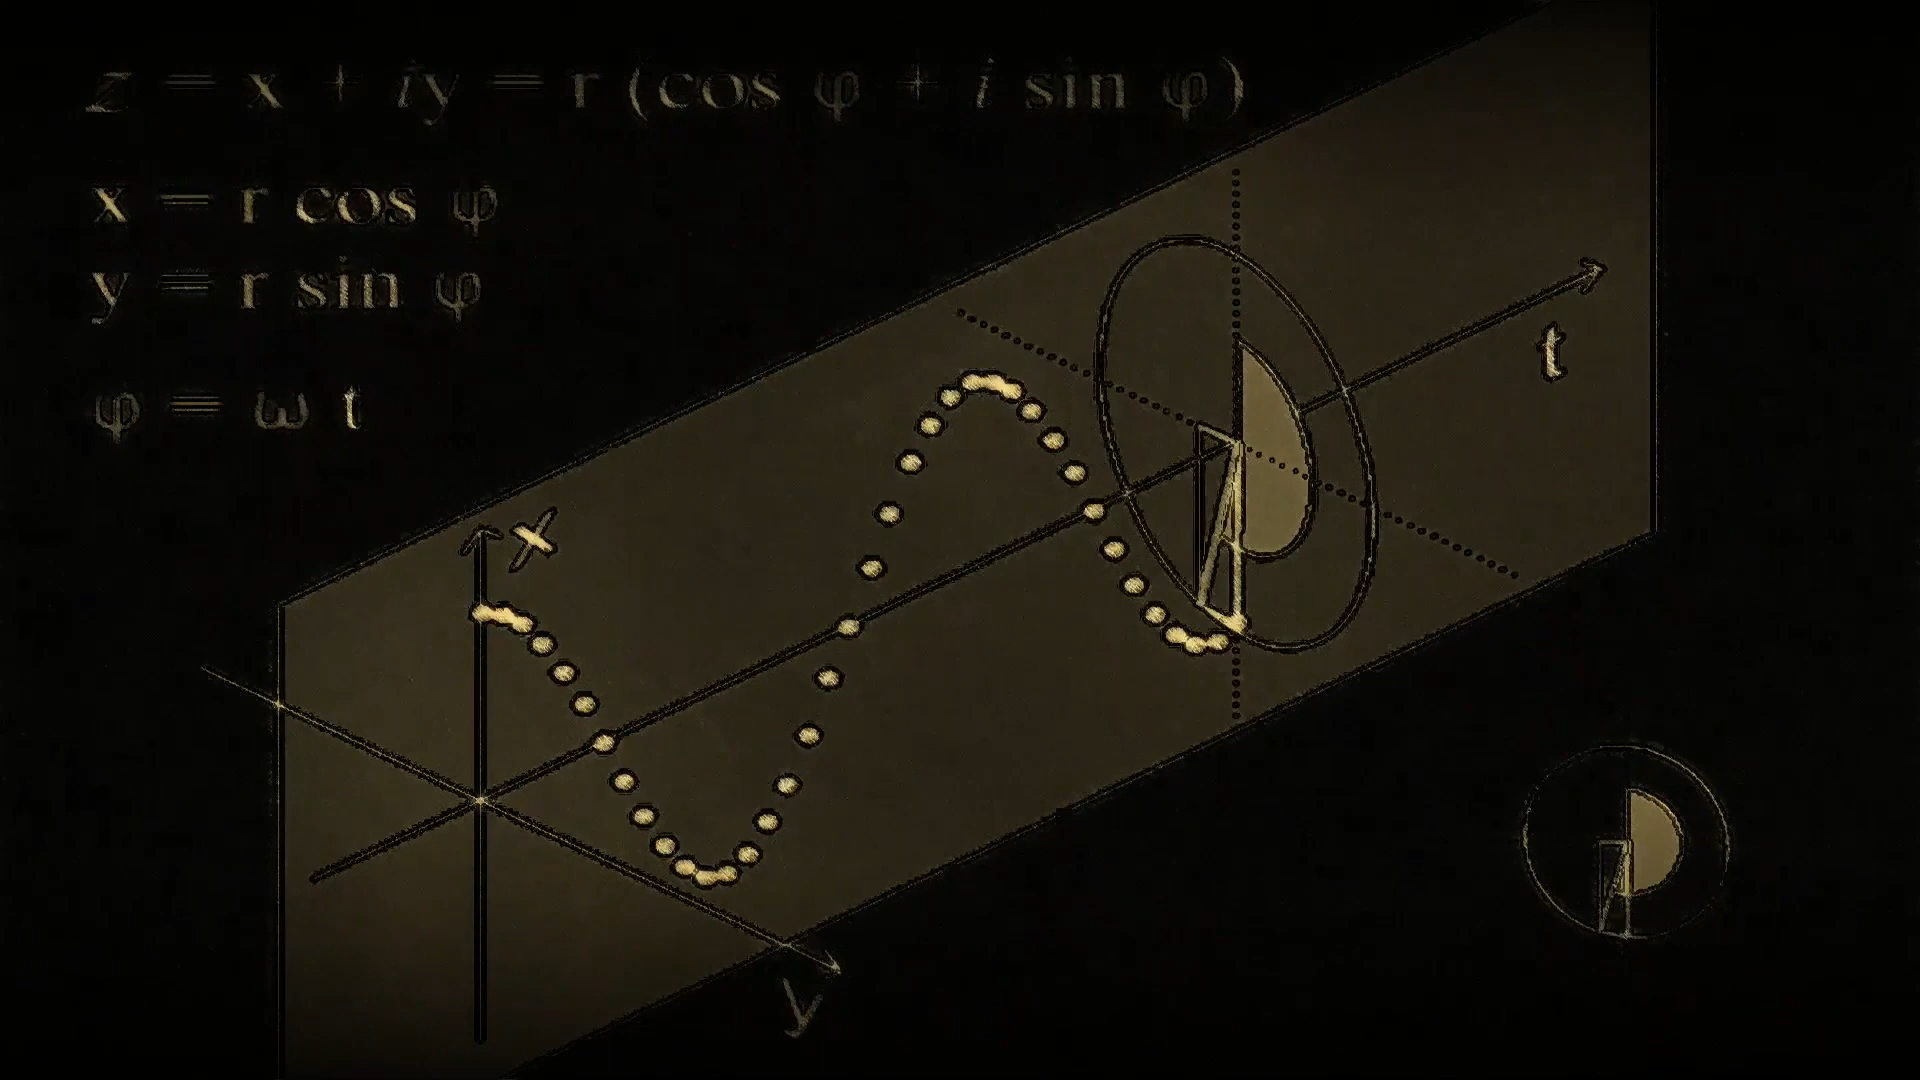 z = x + iy = r (cos φ + i sin φ)
x = r cos φ
y = r sin φ
φ = ω t
t
x
y